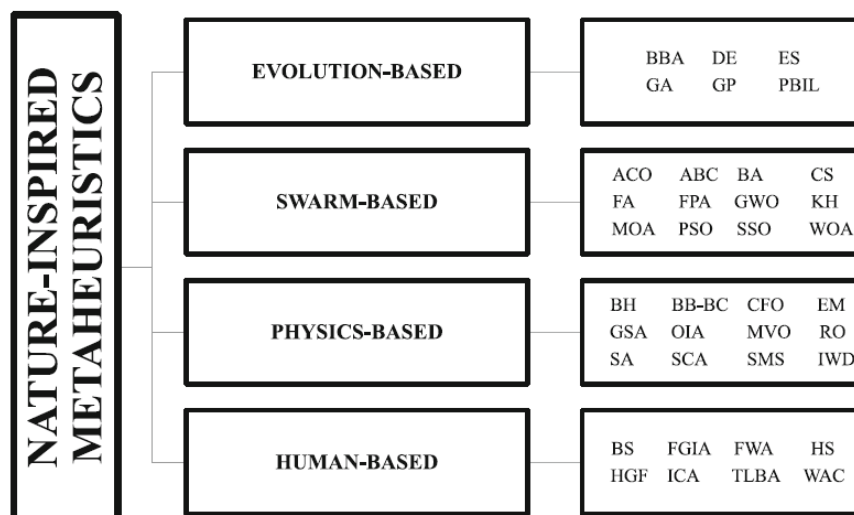 NATURE-INSPIRED
METAHEURISTICS
EVOLUTION-BASED
BBA DE ES
GA GP PBIL
SWARM-BASED
ACO ABC BA CS
FA FPA GWO KH
MOA PSO SSO WOA
PHYSICS-BASED
BH BB-BC CFO EM
GSA OIA MVO RO
SA SCA SMS IWD
HUMAN-BASED
BS FGIA FWA HS
HGF ICA TLBA WAC